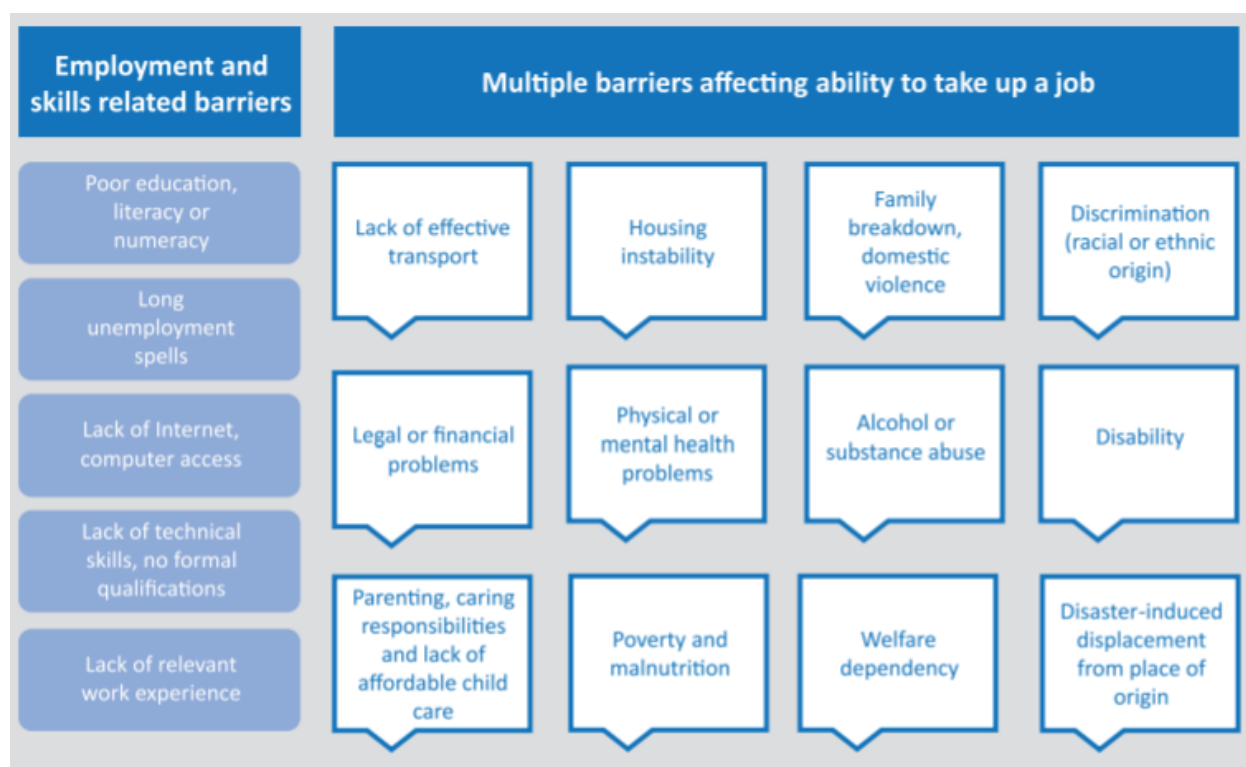 Employment and
skills related barriers
Multiple barriers affecting ability to take up a job
Poor education,
literacy or
numeracy
Long
unemployment
spells
Lack of Internet,
computer access
Lack of technical
skills, no formal
qualifications
Lack of relevant
work experience
Lack of effective
transport
Housing
instability
Family
breakdown,
domestic
violence
Discrimination
(racial or ethnic
origin)
Legal or financial
problems
Physical or
mental health
problems
Alcohol or
substance abuse
Disability
Parenting, caring
responsibilities
and lack of
affordable child
care
Poverty and
malnutrition
Welfare
dependency
Disaster-induced
displacement
from place of
origin